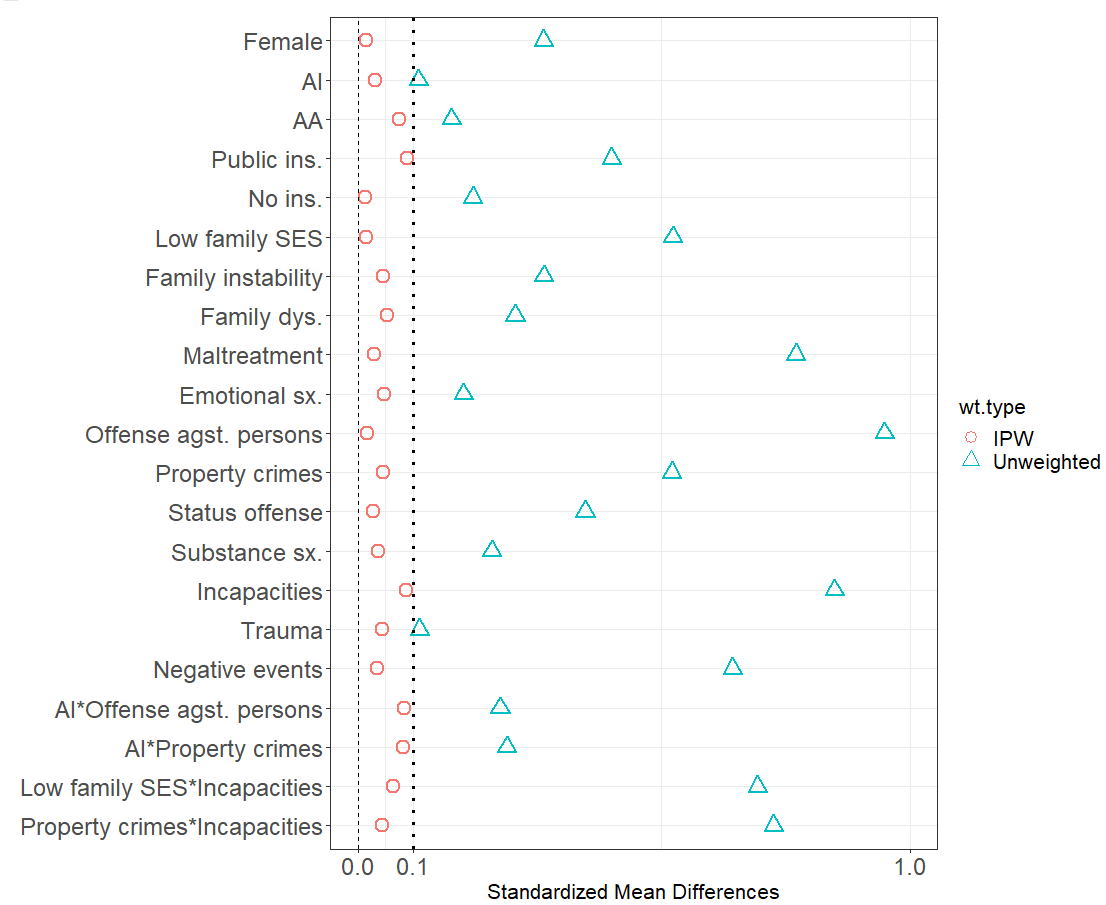 Female
AI
AA
Public ins.
No ins.
Low family SES
Family instability
Family dys.
Maltreatment
Emotional sx.
Offense agst. persons
Property crimes
Status offense
Substance sx.
Incapacities
Trauma
Negative events
AI*Offense agst. persons
AI*Property crimes
Low family SES*Incapacities
Property crimes*Incapacities
0.0 0.1 1.0
Standardized Mean Differences
wt.type
IPW
Unweighted